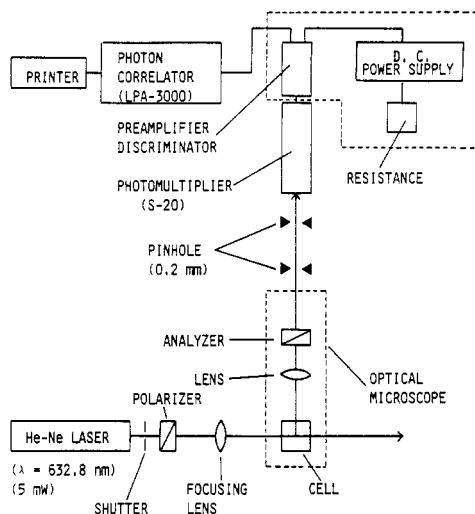 PRINTER
PHOTON
CORRELATOR
(LPA-3000)
D. C.
POWER SUPPLY
PREAMPLIFIER
DISCRIMINATOR
RESISTANCE
PHOTOMULTIPLIER
(S-20)
PINHOLE
(0.2 mm)
ANALYZER
LENS
OPTICAL
MICROSCOPE
POLARIZER
He-Ne LASER
(λ = 632.8 nm)
(5 mW)
SHUTTER
FOCUSING
LENS
CELL